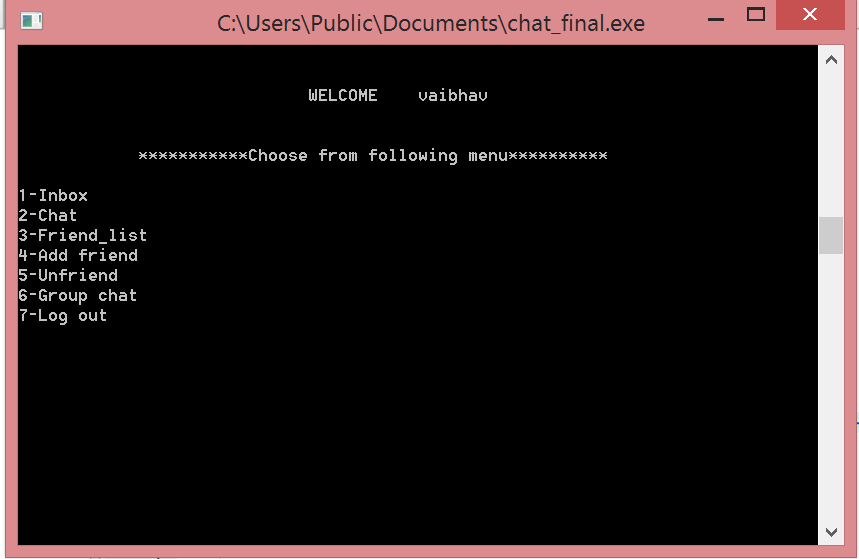 C:\Users\Public\Documents\chat_final.exe
WELCOME    vaibhav
***********Choose from following menu**********
1-Inbox
2-Chat
3-Friend_list
4-Add friend
5-Unfriend
6-Group chat
7-Log out